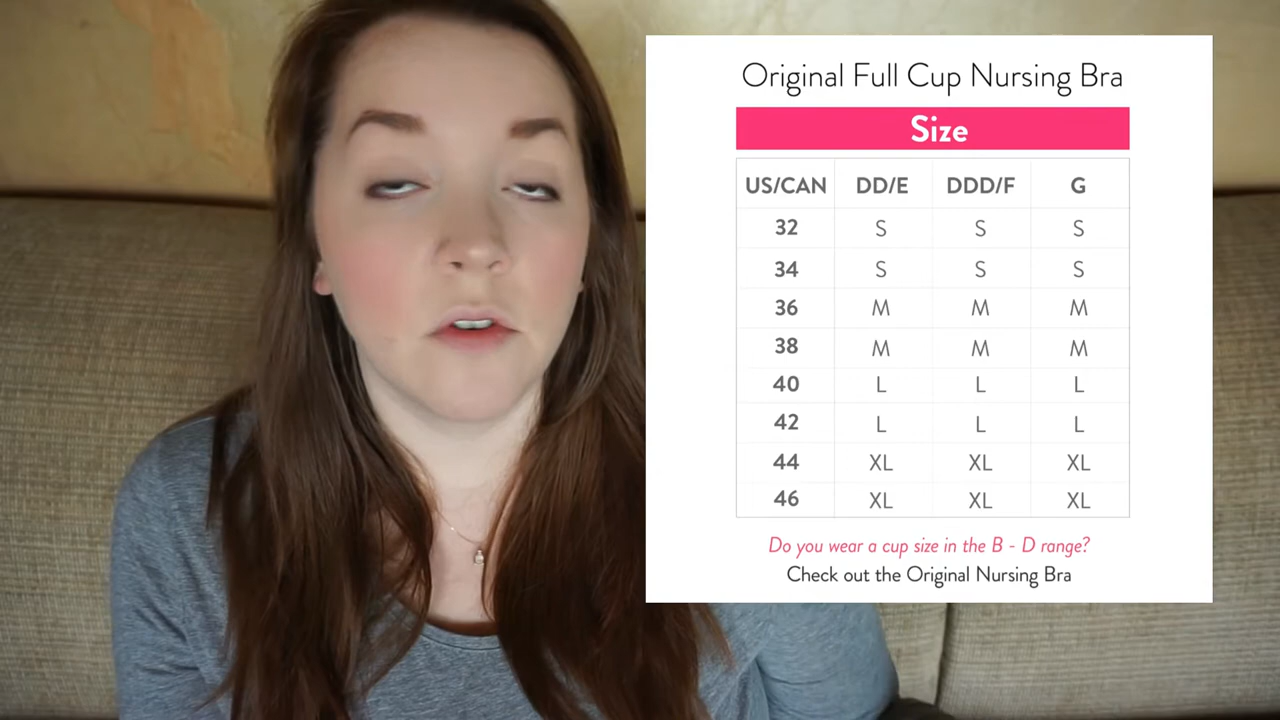 Original Full Cup Nursing Bra
Size
US/CAN DD/E DDD/F G
32 S S S
34 S S S
36 M M M
38 M M M
40 L L L
42 L L L
44 XL XL XL
46 XL XL XL
Do you wear a cup size in the B - D range?
Check out the Original Nursing Bra